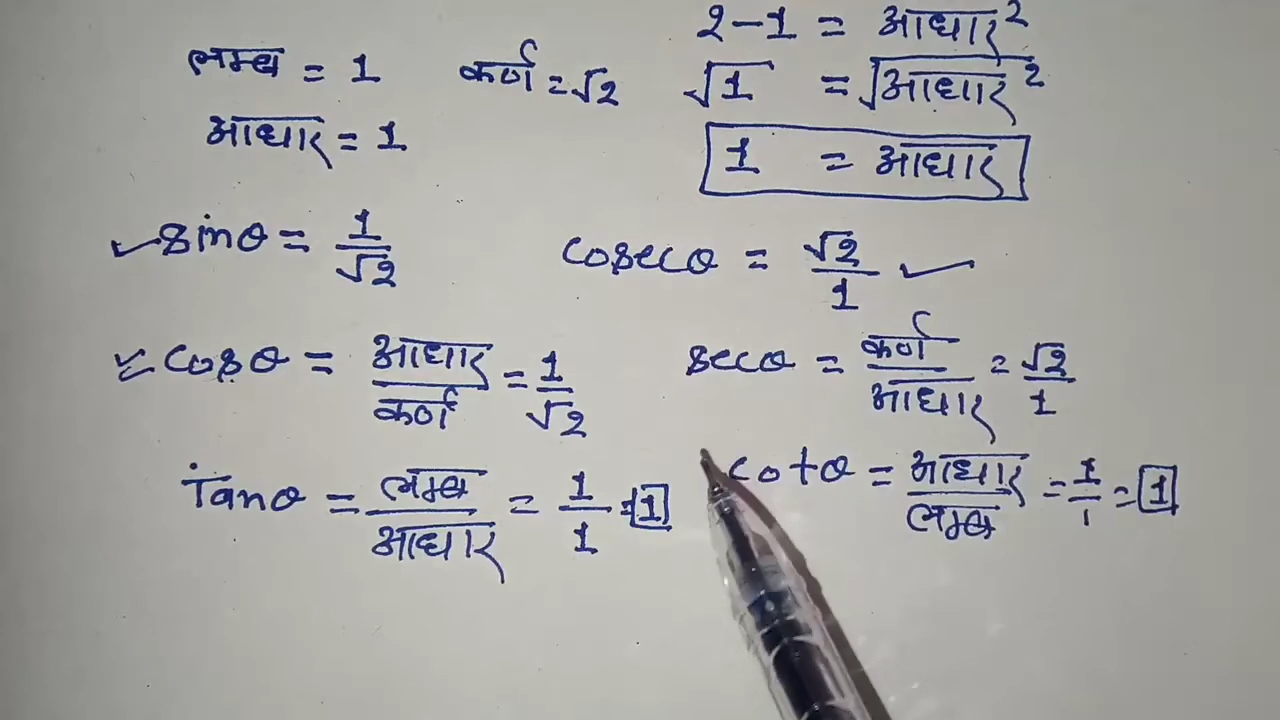 2-1 = आधार²
लम्ब = 1 कर्ण = √2 √1 = √आधार²
आधार = 1
1 = आधार
sinθ = 1/√2 cosecθ = √2/1
cosθ = आधार/कर्ण = 1/√2 secθ = कर्ण/आधार = √2/1
Tanθ = लम्ब/आधार = 1/1 = 1 cotθ = आधार/लम्ब = 1/1 = 1